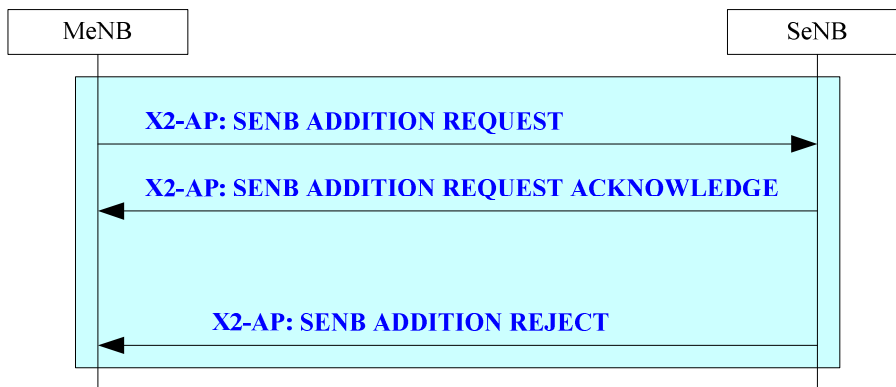 MeNB
SeNB
X2-AP: SENB ADDITION REQUEST
X2-AP: SENB ADDITION REQUEST ACKNOWLEDGE
X2-AP: SENB ADDITION REJECT